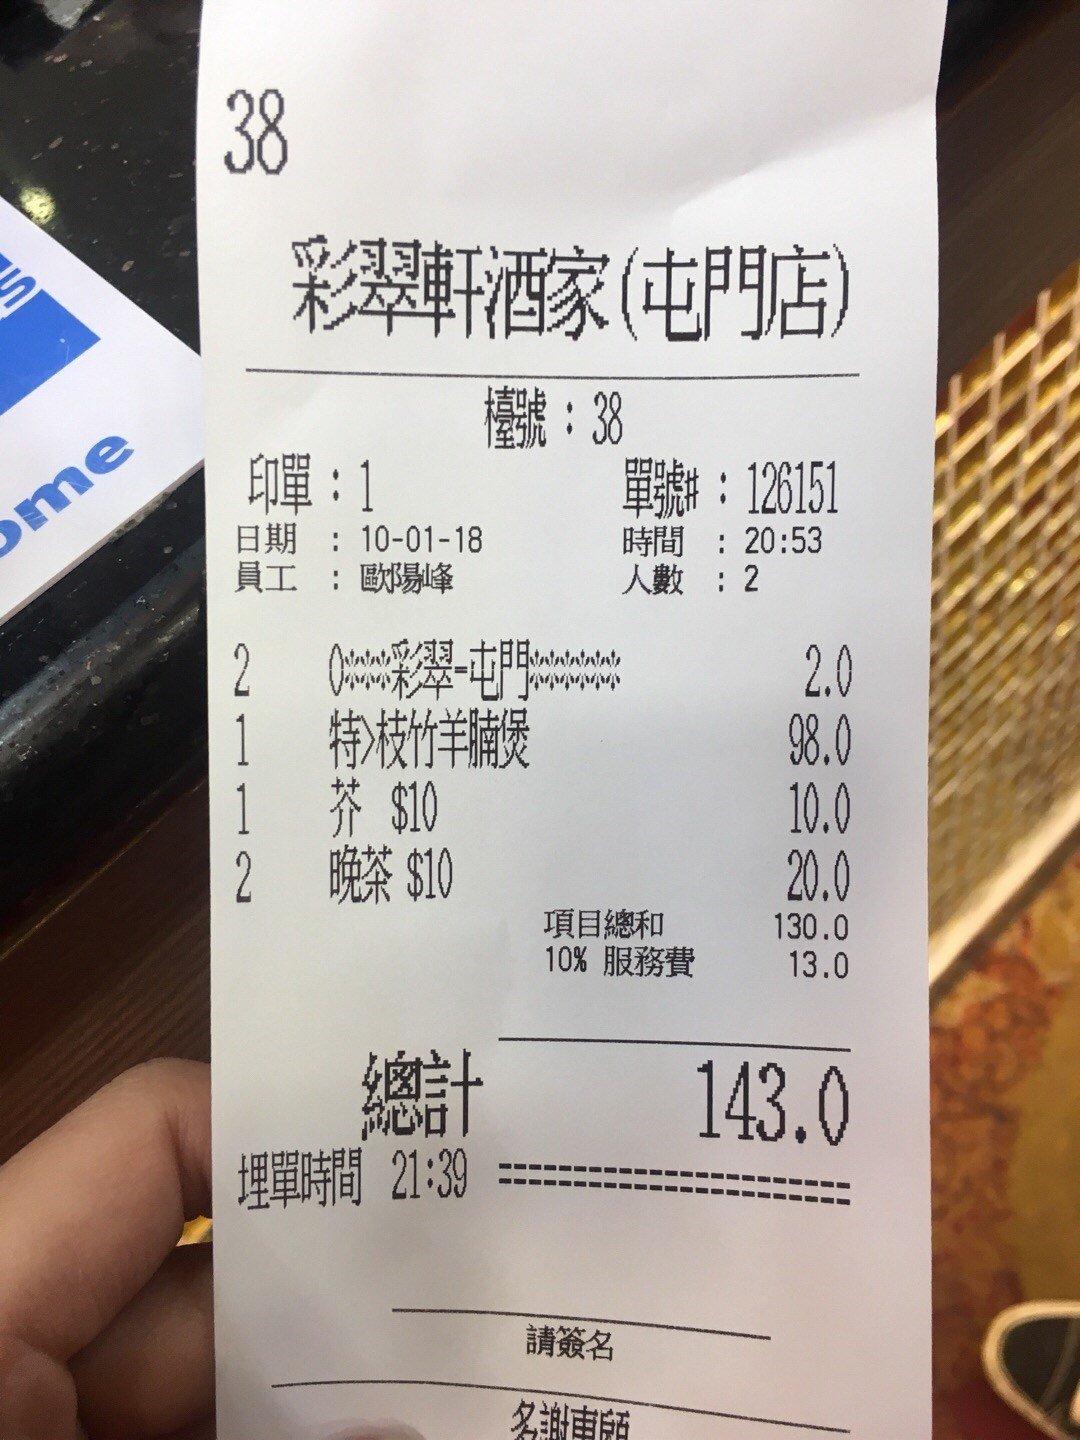 38
彩翠軒酒家(屯門店)
檯號 : 38
印單 : 1 單號# : 126151
日期 : 10-01-18 時間 : 20:53
員工 : 歐陽峰 人數 : 2
2 0***彩翠-屯門****** 2.0
1 特>枝竹羊腩煲 98.0
1 芥 $10 10.0
2 晚茶 $10 20.0
項目總和 130.0
10% 服務費 13.0
總計 143.0
埋單時間 21:39 ========================
請簽名
多謝惠顧